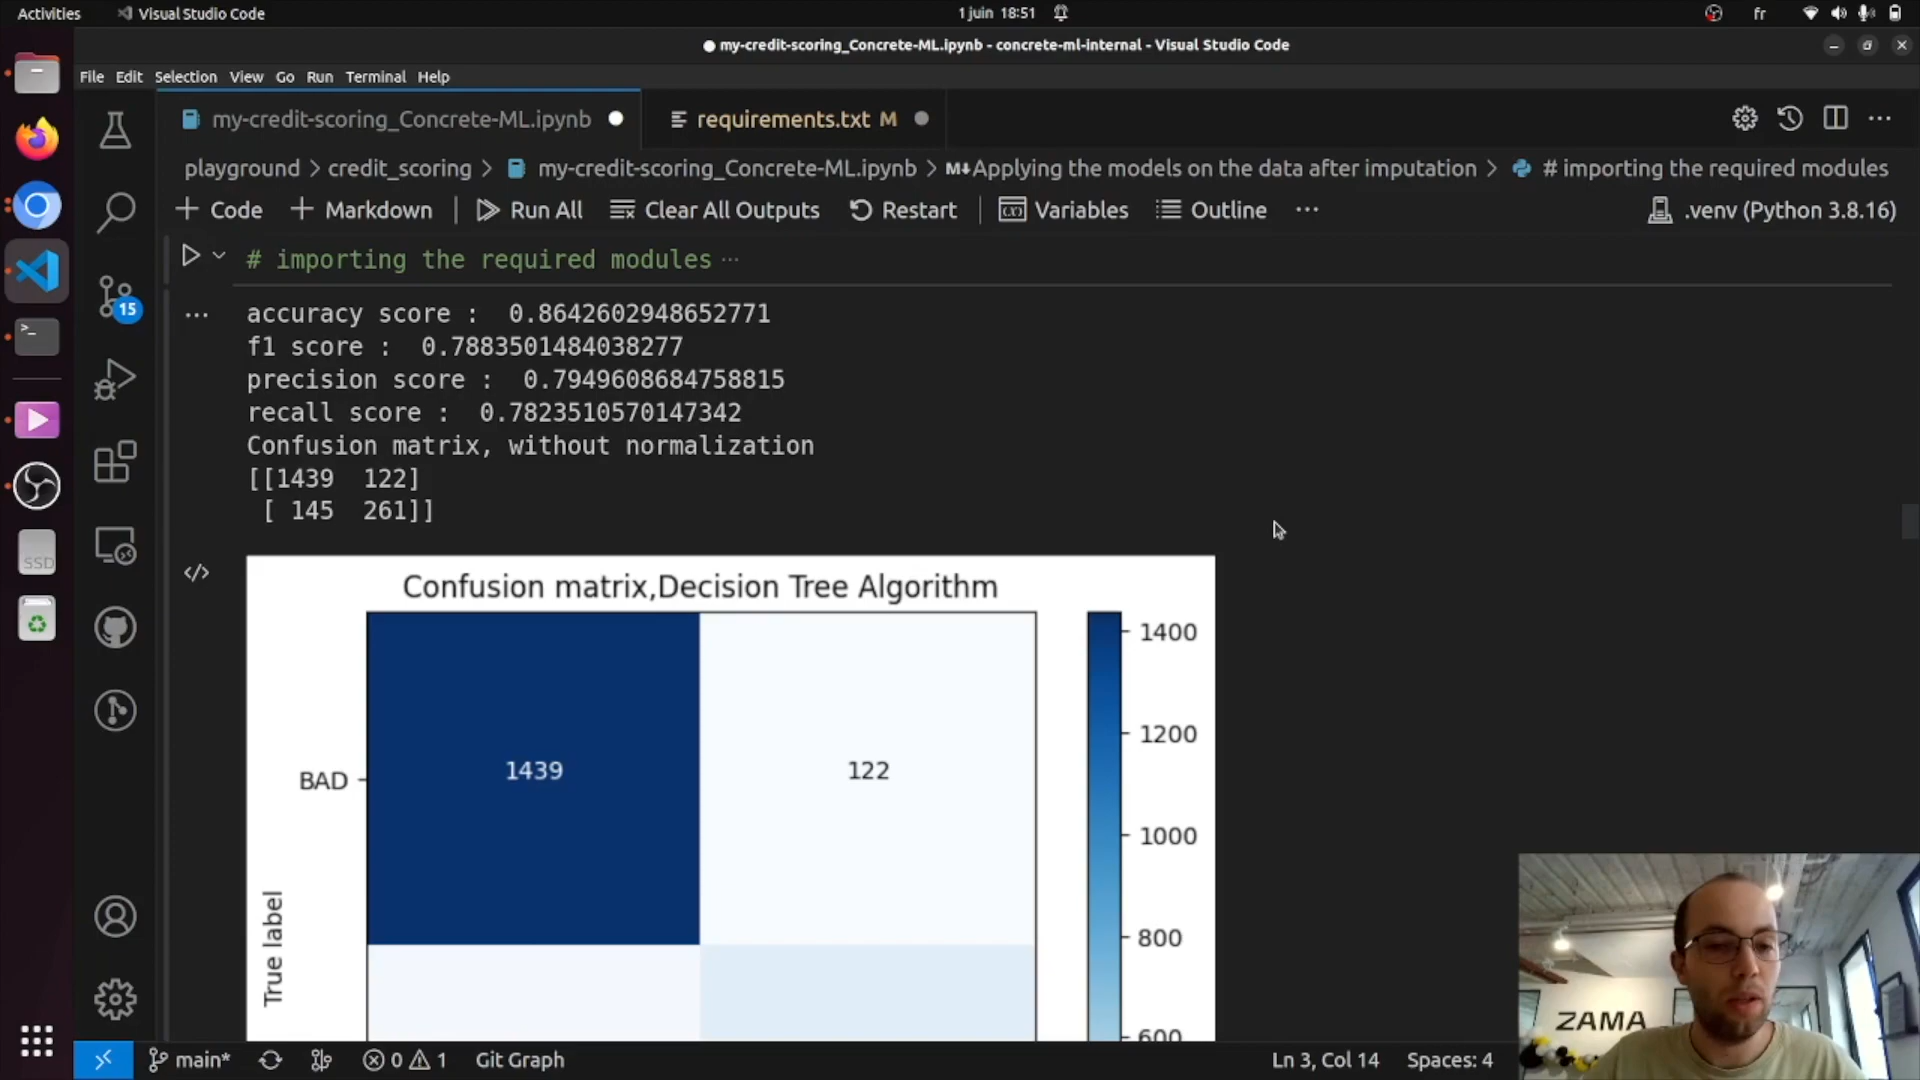 Activities
Visual Studio Code
1 juin 18:51
fr
my-credit-scoring_Concrete-ML.ipynb - concrete-ml-internal - Visual Studio Code
File Edit Selection View Go Run Terminal Help
my-credit-scoring_Concrete-ML.ipynb
requirements.txt M
playground > credit_scoring > my-credit-scoring_Concrete-ML.ipynb > M↓Applying the models on the data after imputation > # importing the required modules
+ Code + Markdown Run All Clear All Outputs Restart Variables Outline ···
.venv (Python 3.8.16)
# importing the required modules ···
accuracy score :  0.8642602948652771
f1 score :  0.7883501484038277
precision score :  0.7949608684758815
recall score :  0.7823510570147342
Confusion matrix, without normalization
[[1439  122]
 [ 145  261]]
Confusion matrix,Decision Tree Algorithm
1400
1200
1439
122
BAD
1000
800
True label
600
15
SSD
ZAMA
main*
0
1
Git Graph
Ln 3, Col 14
Spaces: 4